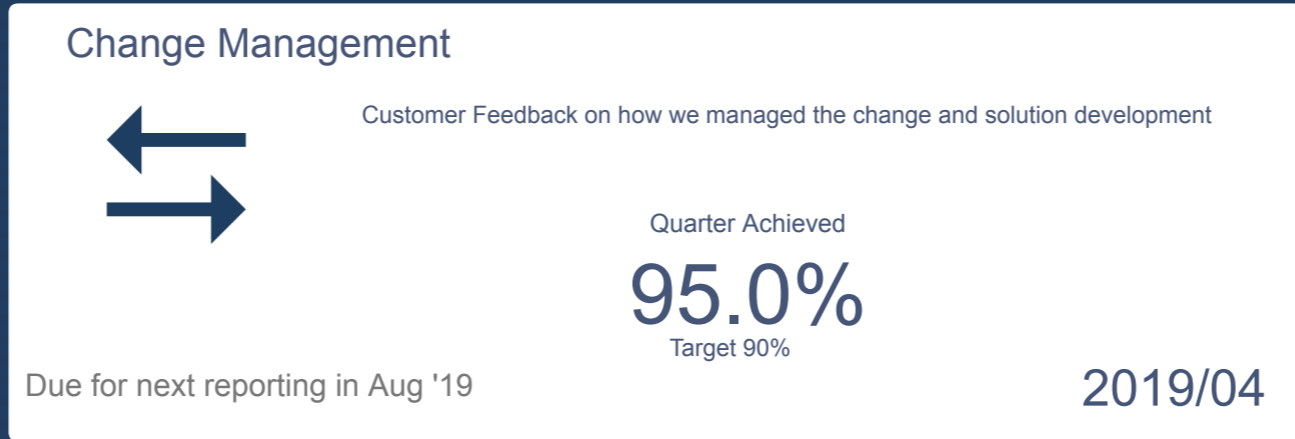 Change Management
Customer Feedback on how we managed the change and solution development
Quarter Achieved
95.0%
Target 90%
Due for next reporting in Aug '19
2019/04